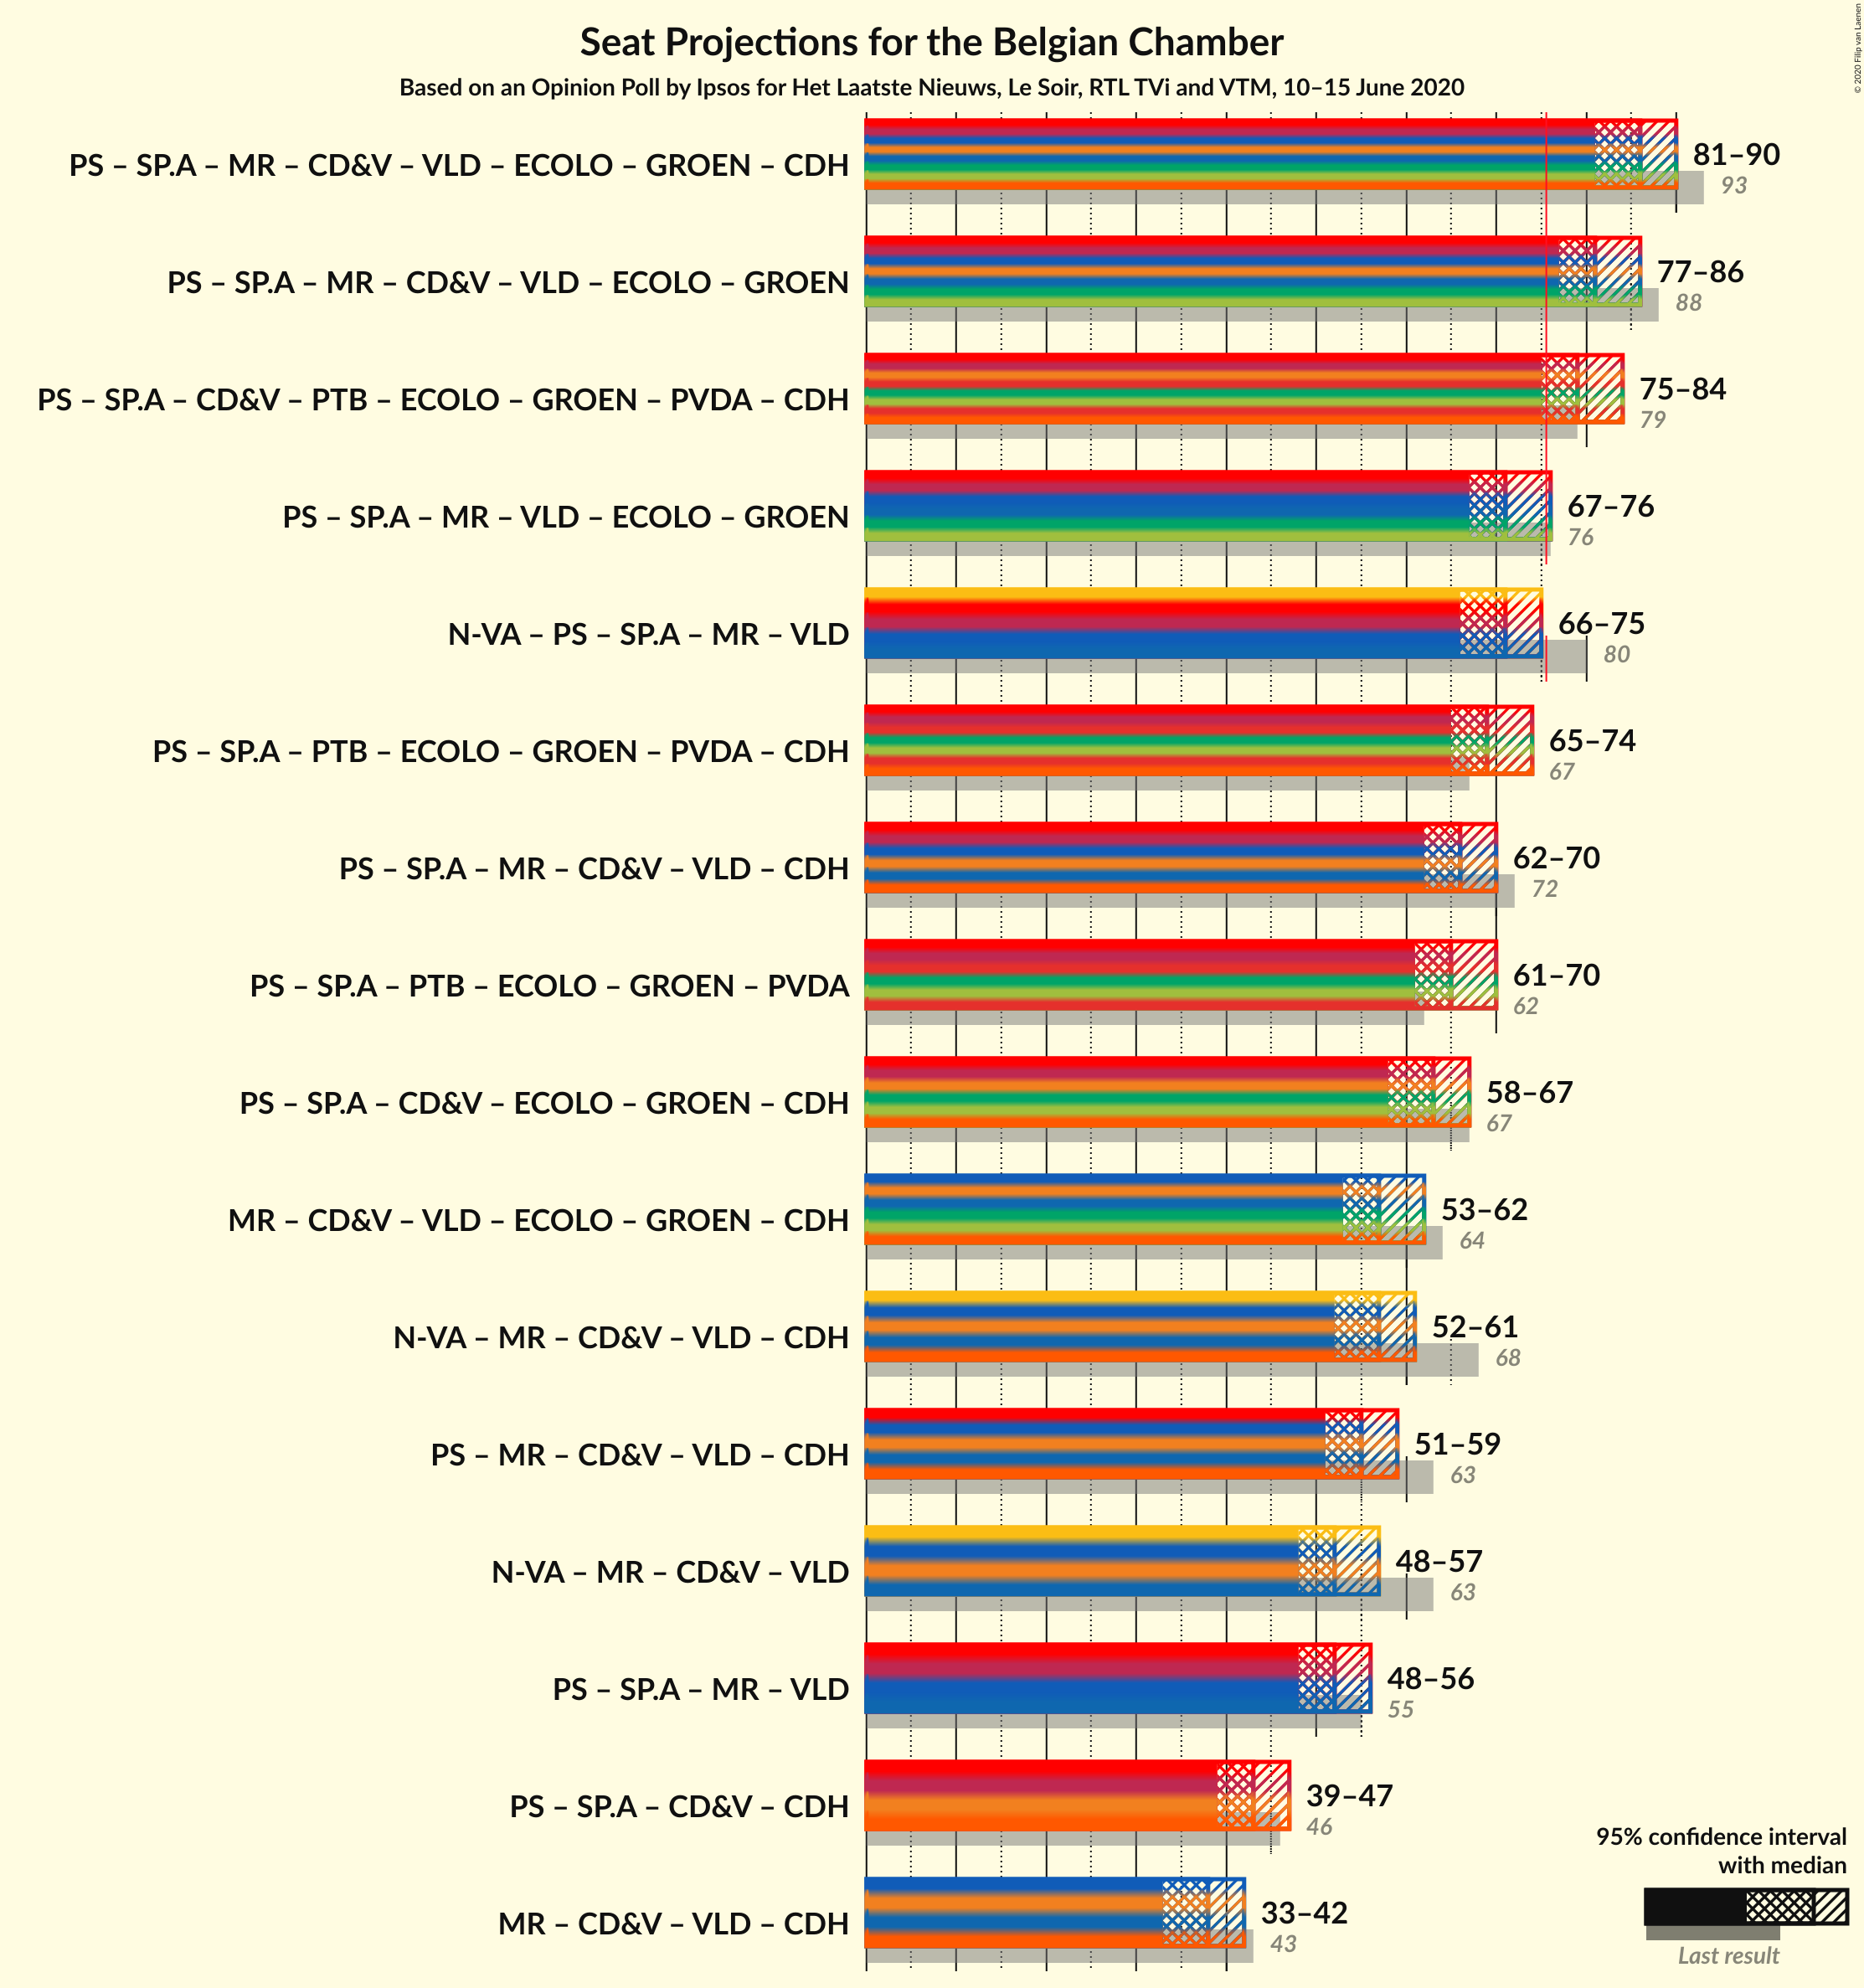 Seat Projections for the Belgian Chamber
Based on an Opinion Poll by Ipsos for Het Laatste Nieuws, Le Soir, RTL TVi and VTM, 10–15 June 2020
© 2020 Filip van Laenen
PS – SP.A – MR – CD&V – VLD – ECOLO – GROEN – CDH
81–90
93
PS – SP.A – MR – CD&V – VLD – ECOLO – GROEN
77–86
88
PS – SP.A – CD&V – PTB – ECOLO – GROEN – PVDA – CDH
75–84
79
PS – SP.A – MR – VLD – ECOLO – GROEN
67–76
76
N-VA – PS – SP.A – MR – VLD
66–75
80
PS – SP.A – PTB – ECOLO – GROEN – PVDA – CDH
65–74
67
PS – SP.A – MR – CD&V – VLD – CDH
62–70
72
PS – SP.A – PTB – ECOLO – GROEN – PVDA
61–70
62
PS – SP.A – CD&V – ECOLO – GROEN – CDH
58–67
67
MR – CD&V – VLD – ECOLO – GROEN – CDH
53–62
64
N-VA – MR – CD&V – VLD – CDH
52–61
68
PS – MR – CD&V – VLD – CDH
51–59
63
N-VA – MR – CD&V – VLD
48–57
63
PS – SP.A – MR – VLD
48–56
55
PS – SP.A – CD&V – CDH
39–47
46
MR – CD&V – VLD – CDH
33–42
43
95% confidence interval
with median
Last result